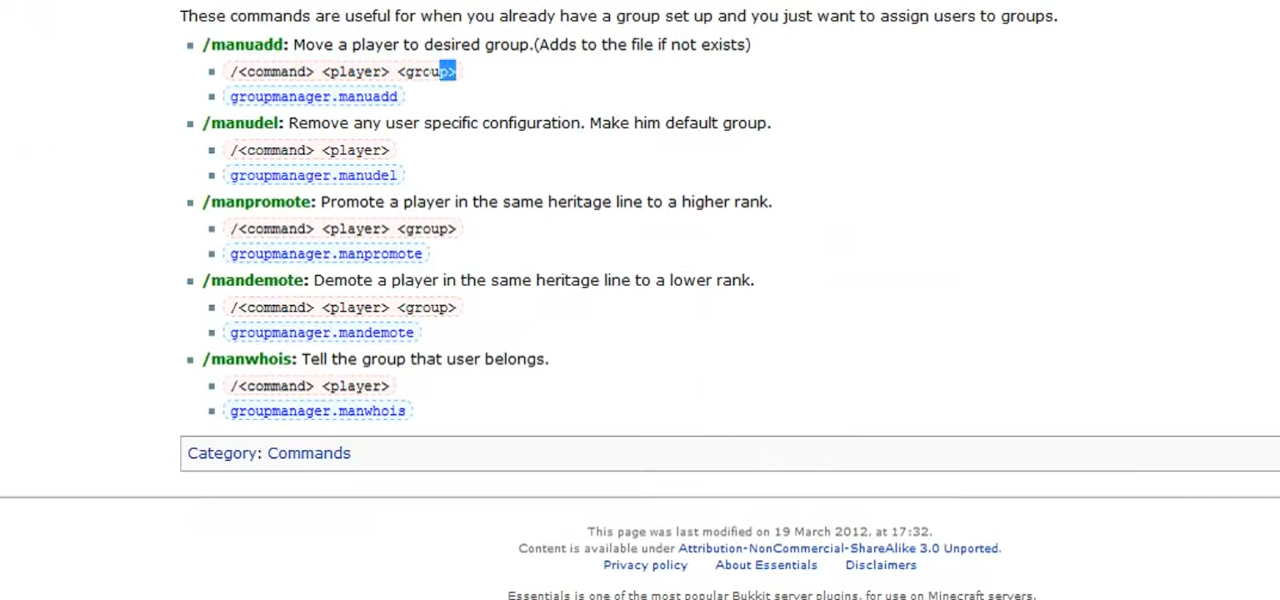 These commands are useful for when you already have a group set up and you just want to assign users to groups.
/manuadd: Move a player to desired group.(Adds to the file if not exists)
/<command> <player> <group>
groupmanager.manuadd
/manudel: Remove any user specific configuration. Make him default group.
/<command> <player>
groupmanager.manudel
/manpromote: Promote a player in the same heritage line to a higher rank.
/<command> <player> <group>
groupmanager.manpromote
/mandemote: Demote a player in the same heritage line to a lower rank.
/<command> <player> <group>
groupmanager.mandemote
/manwhois: Tell the group that user belongs.
/<command> <player>
groupmanager.manwhois
Category: Commands
This page was last modified on 19 March 2012, at 17:32.
Content is available under Attribution-NonCommercial-ShareAlike 3.0 Unported.
Privacy policy About Essentials Disclaimers
Essentials is one of the most popular Bukkit server plugins, for use on Minecraft servers.